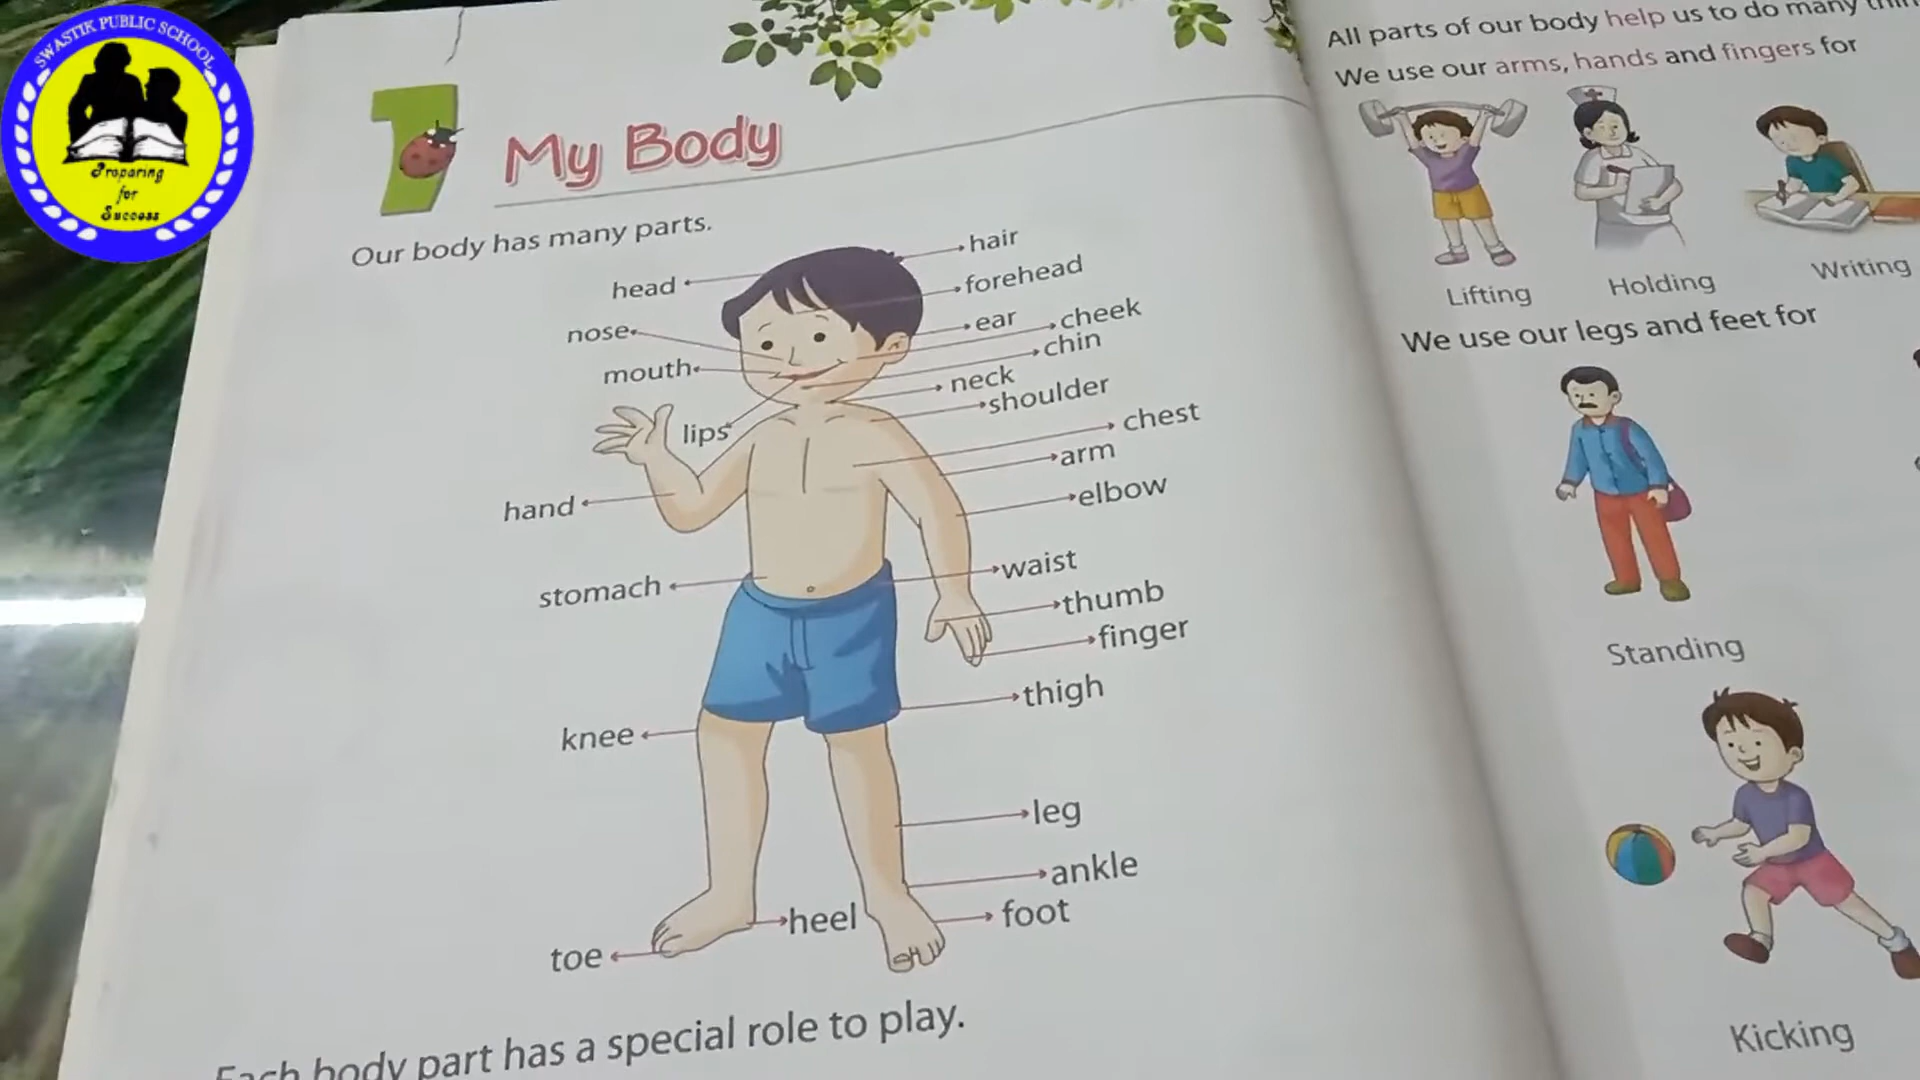 SWASTIK PUBLIC SCHOOL
Proparing
for
Success
1
My Body
Our body has many parts.
head
hair
forehead
nose
ear
cheek
chin
mouth
neck
shoulder
lips
chest
arm
elbow
hand
waist
stomach
thumb
finger
thigh
knee
leg
ankle
heel
foot
toe
Each body part has a special role to play.
All parts of our body help us to do many
We use our arms, hands and fingers for
Lifting
Holding
Writing
We use our legs and feet for
Standing
Kicking